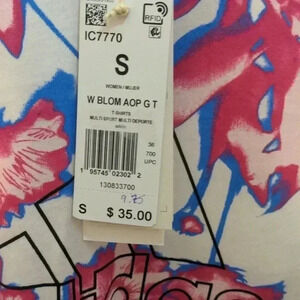 RFID
IC7770
S
WOMEN / MUJER
W BLOM AOP G T
T-SHIRTS
MULTI SPORT MULTI DEPORTE
36
700
UPC
1 95745 02302 2
130833700
9.75
S $ 35.00